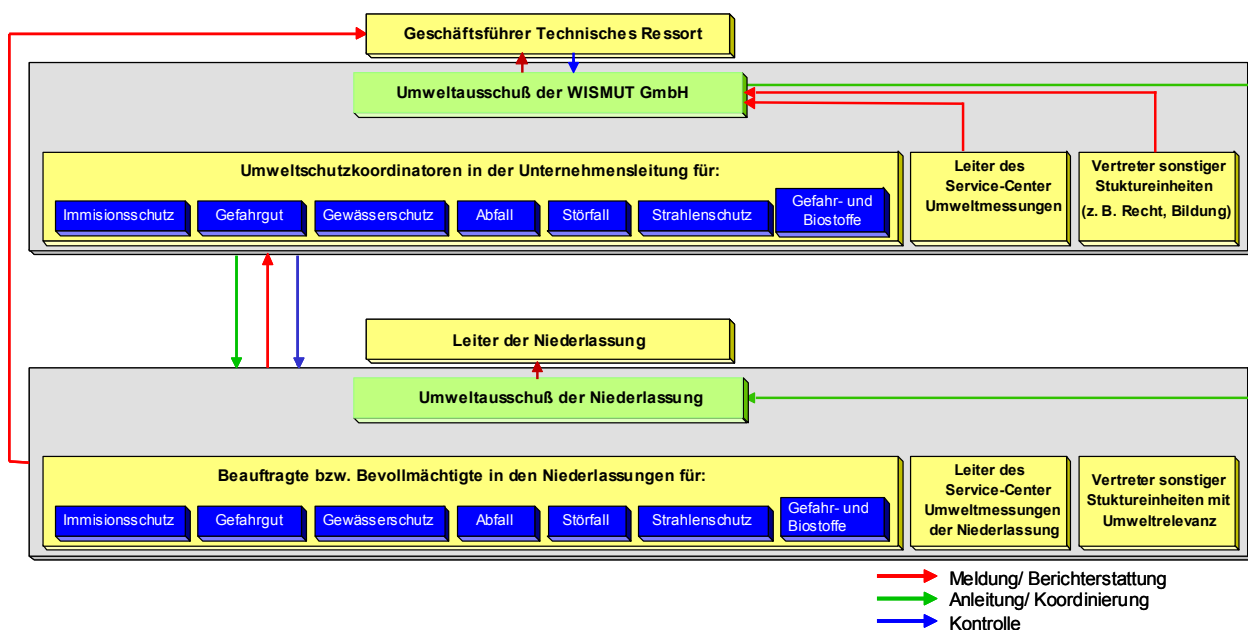 Geschäftsführer Technisches Ressort
Umweltausschuß der WISMUT GmbH
Umweltschutzkoordinatoren in der Unternehmensleitung für:
Immisionsschutz
Gefahrgut
Gewässerschutz
Abfall
Störfall
Strahlenschutz
Gefahr- und
Biostoffe
Leiter des
Service-Center
Umweltmessungen
Vertreter sonstiger
Stuktureinheiten
(z. B. Recht, Bildung)
Leiter der Niederlassung
Umweltausschuß der Niederlassung
Beauftragte bzw. Bevollmächtigte in den Niederlassungen für:
Immisionsschutz
Gefahrgut
Gewässerschutz
Abfall
Störfall
Strahlenschutz
Gefahr- und
Biostoffe
Leiter des
Service-Center
Umweltmessungen
der Niederlassung
Vertreter sonstiger
Stuktureinheiten mit
Umweltrelevanz
Meldung/ Berichterstattung
Anleitung/ Koordinierung
Kontrolle